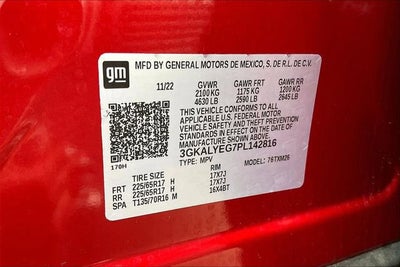 gm
MFD BY GENERAL MOTORS DE MEXICO, S. DE R.L. DE C.V.
11/22 GVWR GAWR FRT GAWR RR
2100 KG 1175 KG 1200 KG
4630 LB 2590 LB 2645 LB
THIS VEHICLE CONFORMS TO ALL
APPLICABLE U.S. FEDERAL MOTOR
VEHICLE SAFETY AND THEFT PREVENTION
STANDARDS IN EFFECT ON THE DATE OF
MANUFACTURE SHOWN ABOVE.
3GKALYEG7PL142816
170H TYPE: MPV MODEL: 76TXM26
TIRE SIZE RIM
FRT 225/65R17 H 17X7J
RR 225/65R17 H 17X7J
SPA T135/70R16 M 16X4BT